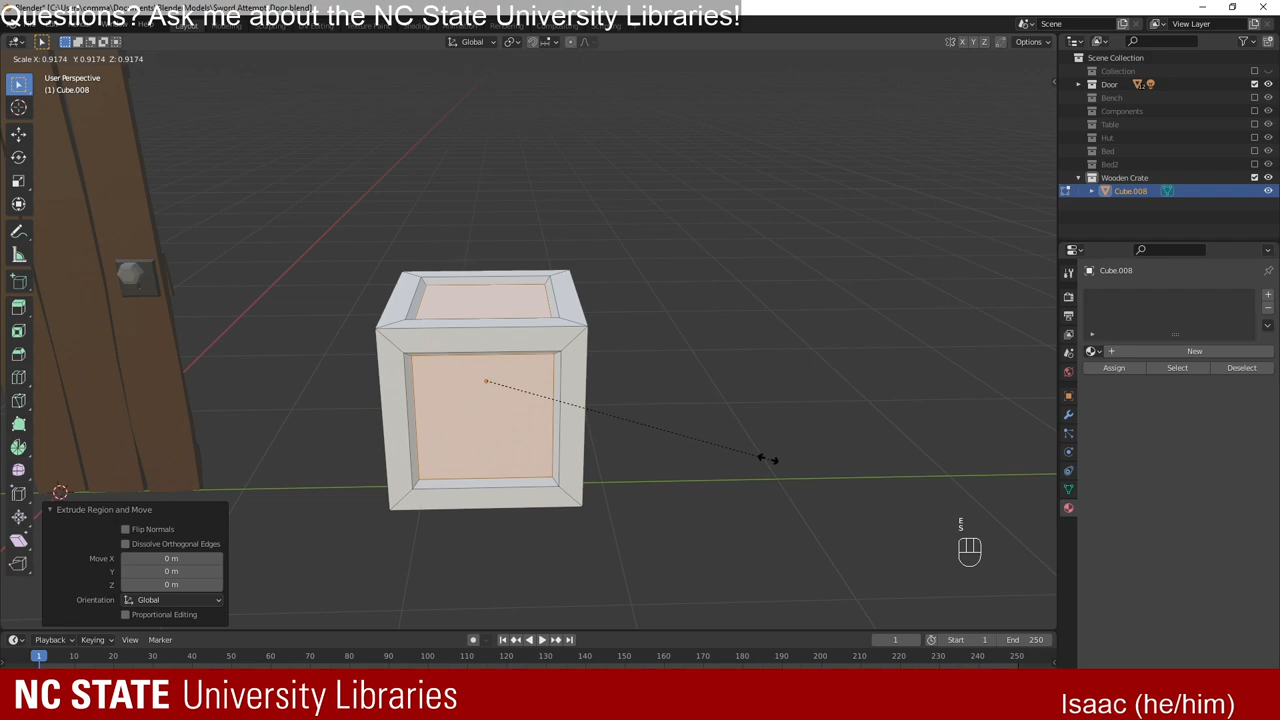 Questions? Ask me about the NC State University Libraries!
Global
X Y Z
Options
Scene
View Layer
Scale X: 0.9174 Y: 0.9174 Z: 0.9174
User Perspective
(1) Cube.008
Scene Collection
Collection
Door
12
Bench
Components
Table
Hut
Bed
Bed2
Wooden Crate
Cube.008
Cube.008
New
Assign
Select
Deselect
E
S
Extrude Region and Move
Flip Normals
Dissolve Orthogonal Edges
Move X 0 m
Y 0 m
Z 0 m
Orientation Global
Proportional Editing
Playback
Keying
View
Marker
1
Start 1
End 250
1 10 20 30 40 50 60 70 80 90 100 110 120 130 140 150 160 170 180 190 200 210 220 230 240 250
NC STATE University Libraries
Isaac (he/him)